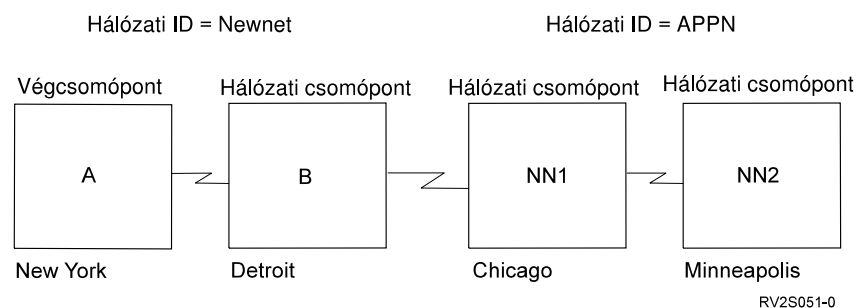 Hálózati ID = Newnet
Hálózati ID = APPN
Végcsomópont
Hálózati csomópont
Hálózati csomópont
Hálózati csomópont
A
B
NN1
NN2
New York
Detroit
Chicago
Minneapolis
RV2S051-0